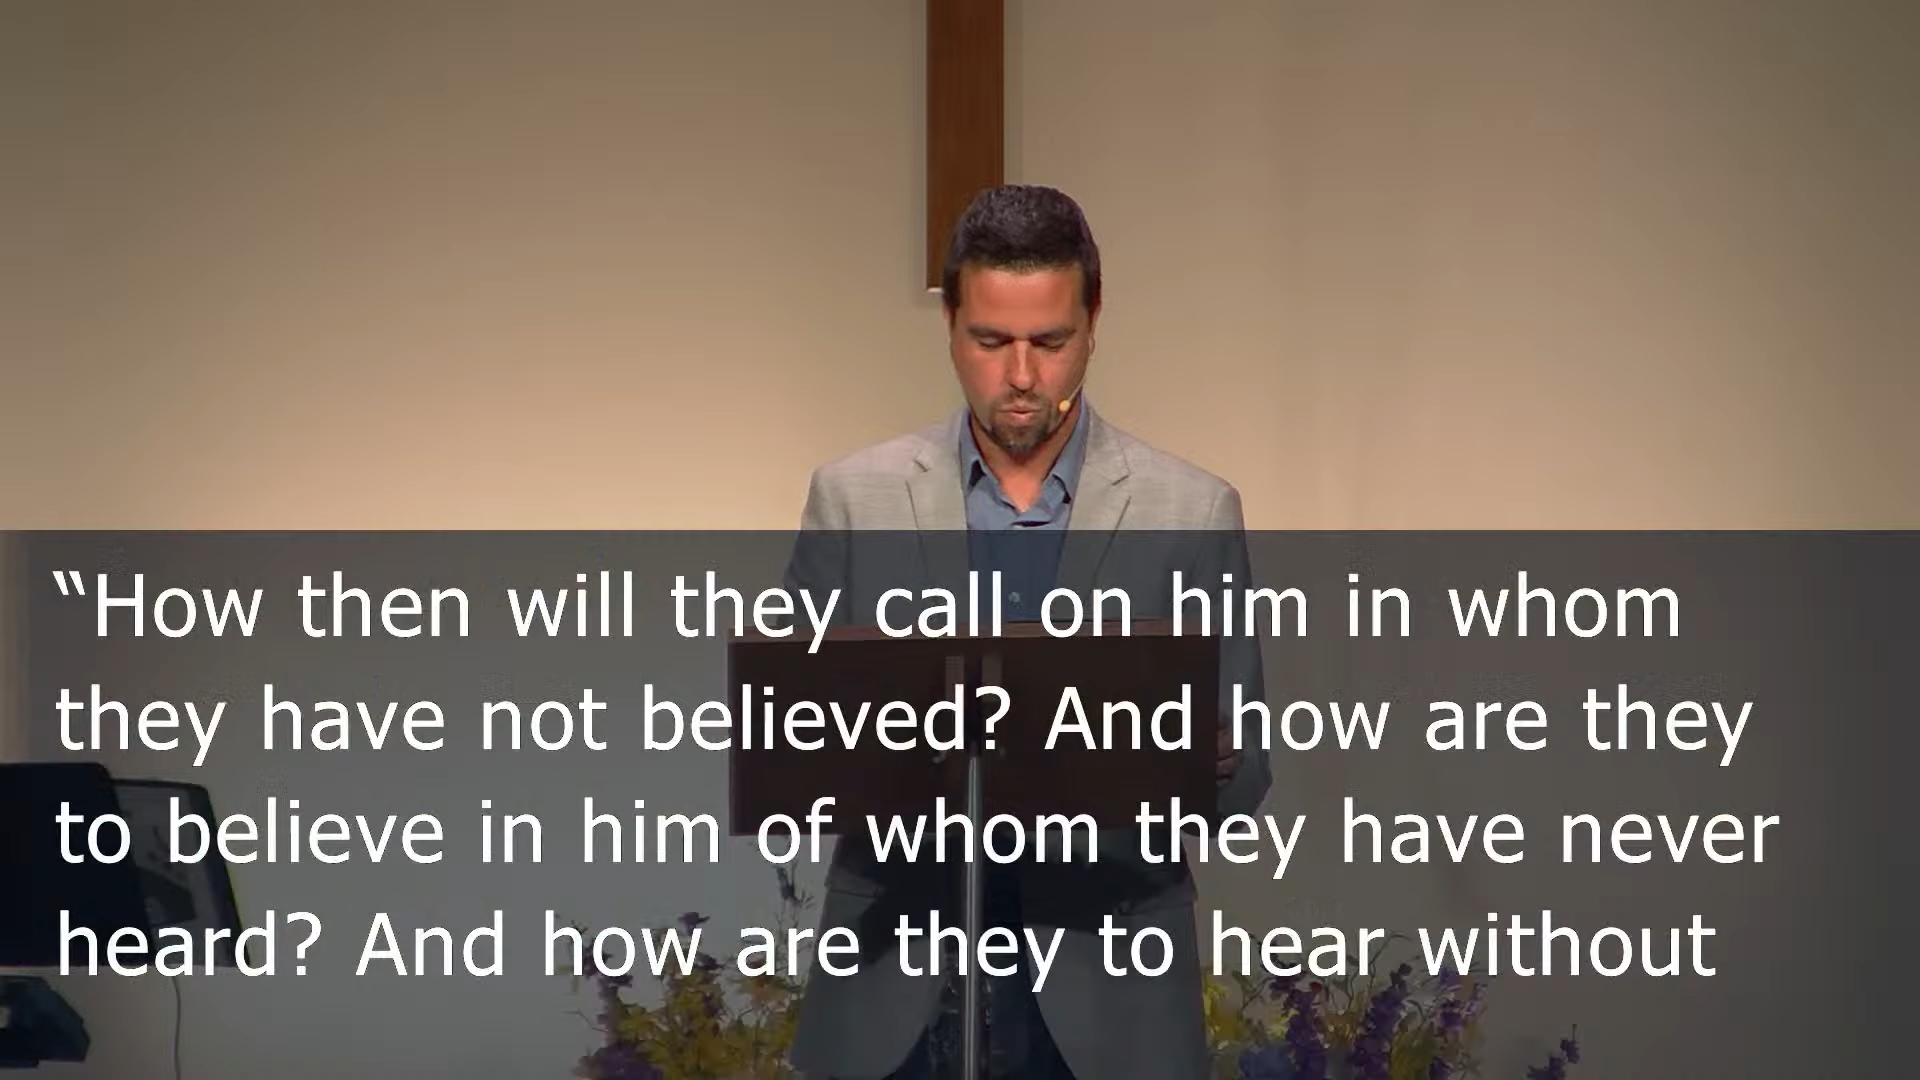 “How then will they call on him in whom
they have not believed? And how are they
to believe in him of whom they have never
heard? And how are they to hear without